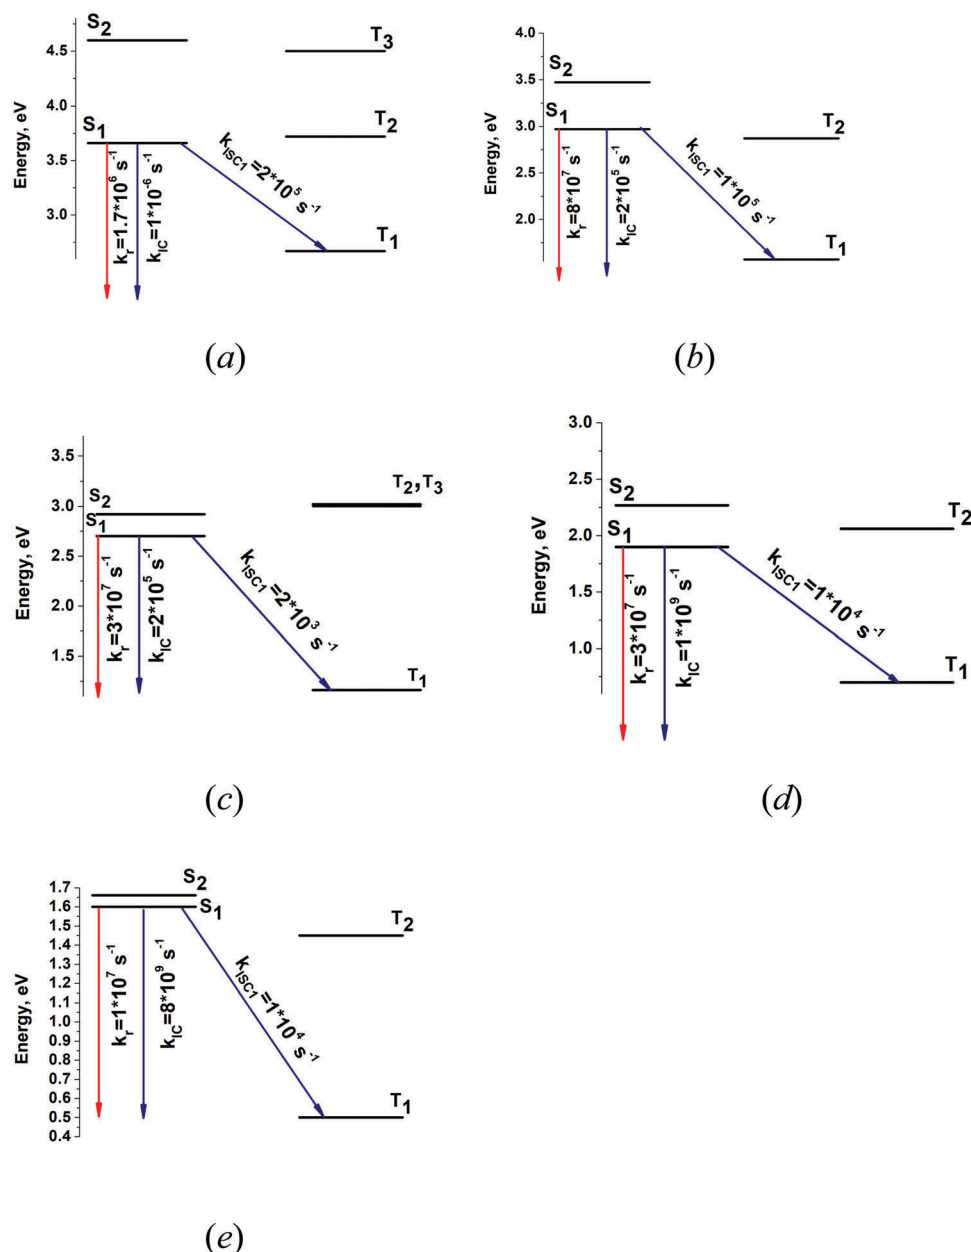 S2
T3
4.5
4.0
S1
T2
3.5
3.0
Energy, eV
kr=1.7*10^6 s^-1
kIC=1*10^-6 s^-1
kISC1=2*10^5 s^-1
T1
(a)
4.0
S2
3.5
S1
3.0
T2
2.5
2.0
Energy, eV
kr=8*10^7 s^-1
kIC=2*10^5 s^-1
kISC1=1*10^5 s^-1
T1
(b)
3.5
S2
T2,T3
3.0
S1
2.5
2.0
1.5
Energy, eV
kr=3*10^7 s^-1
kIC=2*10^5 s^-1
kISC1=2*10^3 s^-1
T1
(c)
3.0
2.5
S2
T2
2.0
S1
1.5
1.0
Energy, eV
kr=3*10^7 s^-1
kIC=1*10^9 s^-1
kISC1=1*10^4 s^-1
T1
(d)
1.7
S2
1.6
S1
1.5
T2
1.4
1.3
1.2
1.1
1.0
0.9
0.8
0.7
0.6
0.5
0.4
Energy, eV
kr=1*10^7 s^-1
kIC=8*10^9 s^-1
kISC1=1*10^4 s^-1
T1
(e)